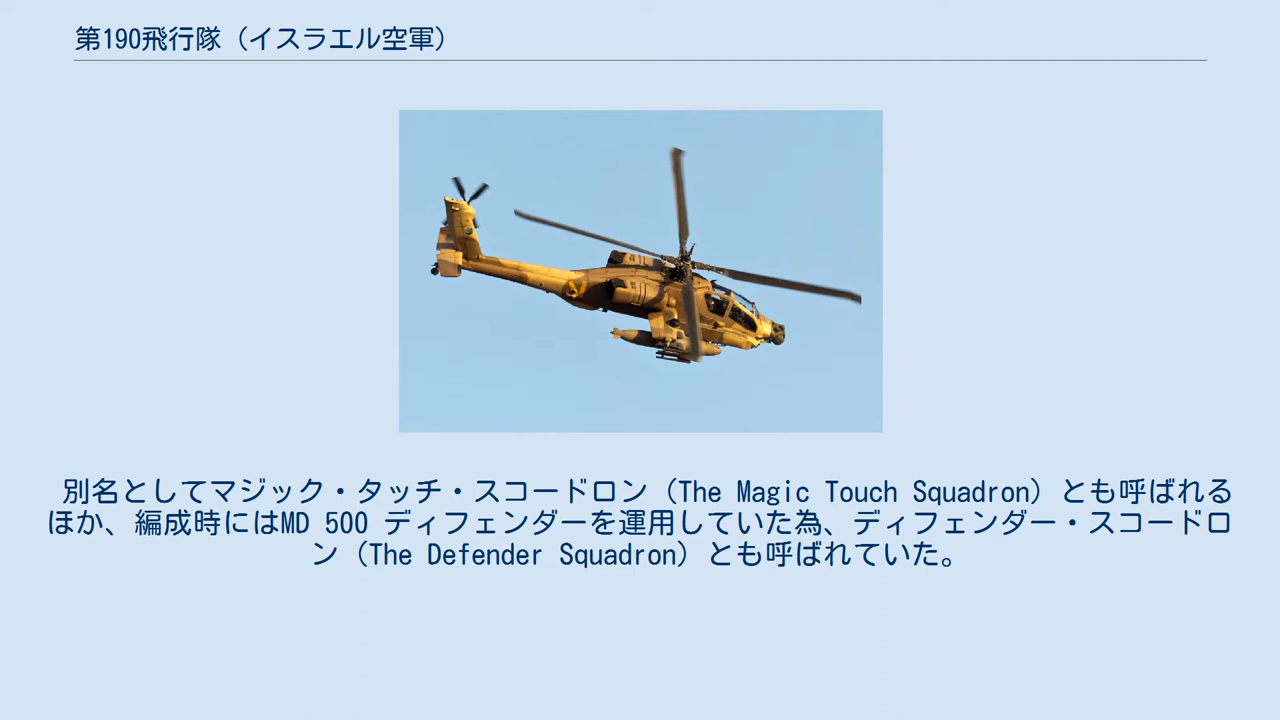 第190飛行隊（イスラエル空軍）
別名としてマジック・タッチ・スコードロン（The Magic Touch Squadron）とも呼ばれる
ほか、編成時にはMD 500 ディフェンダーを運用していた為、ディフェンダー・スコードロ
ン（The Defender Squadron）とも呼ばれていた。